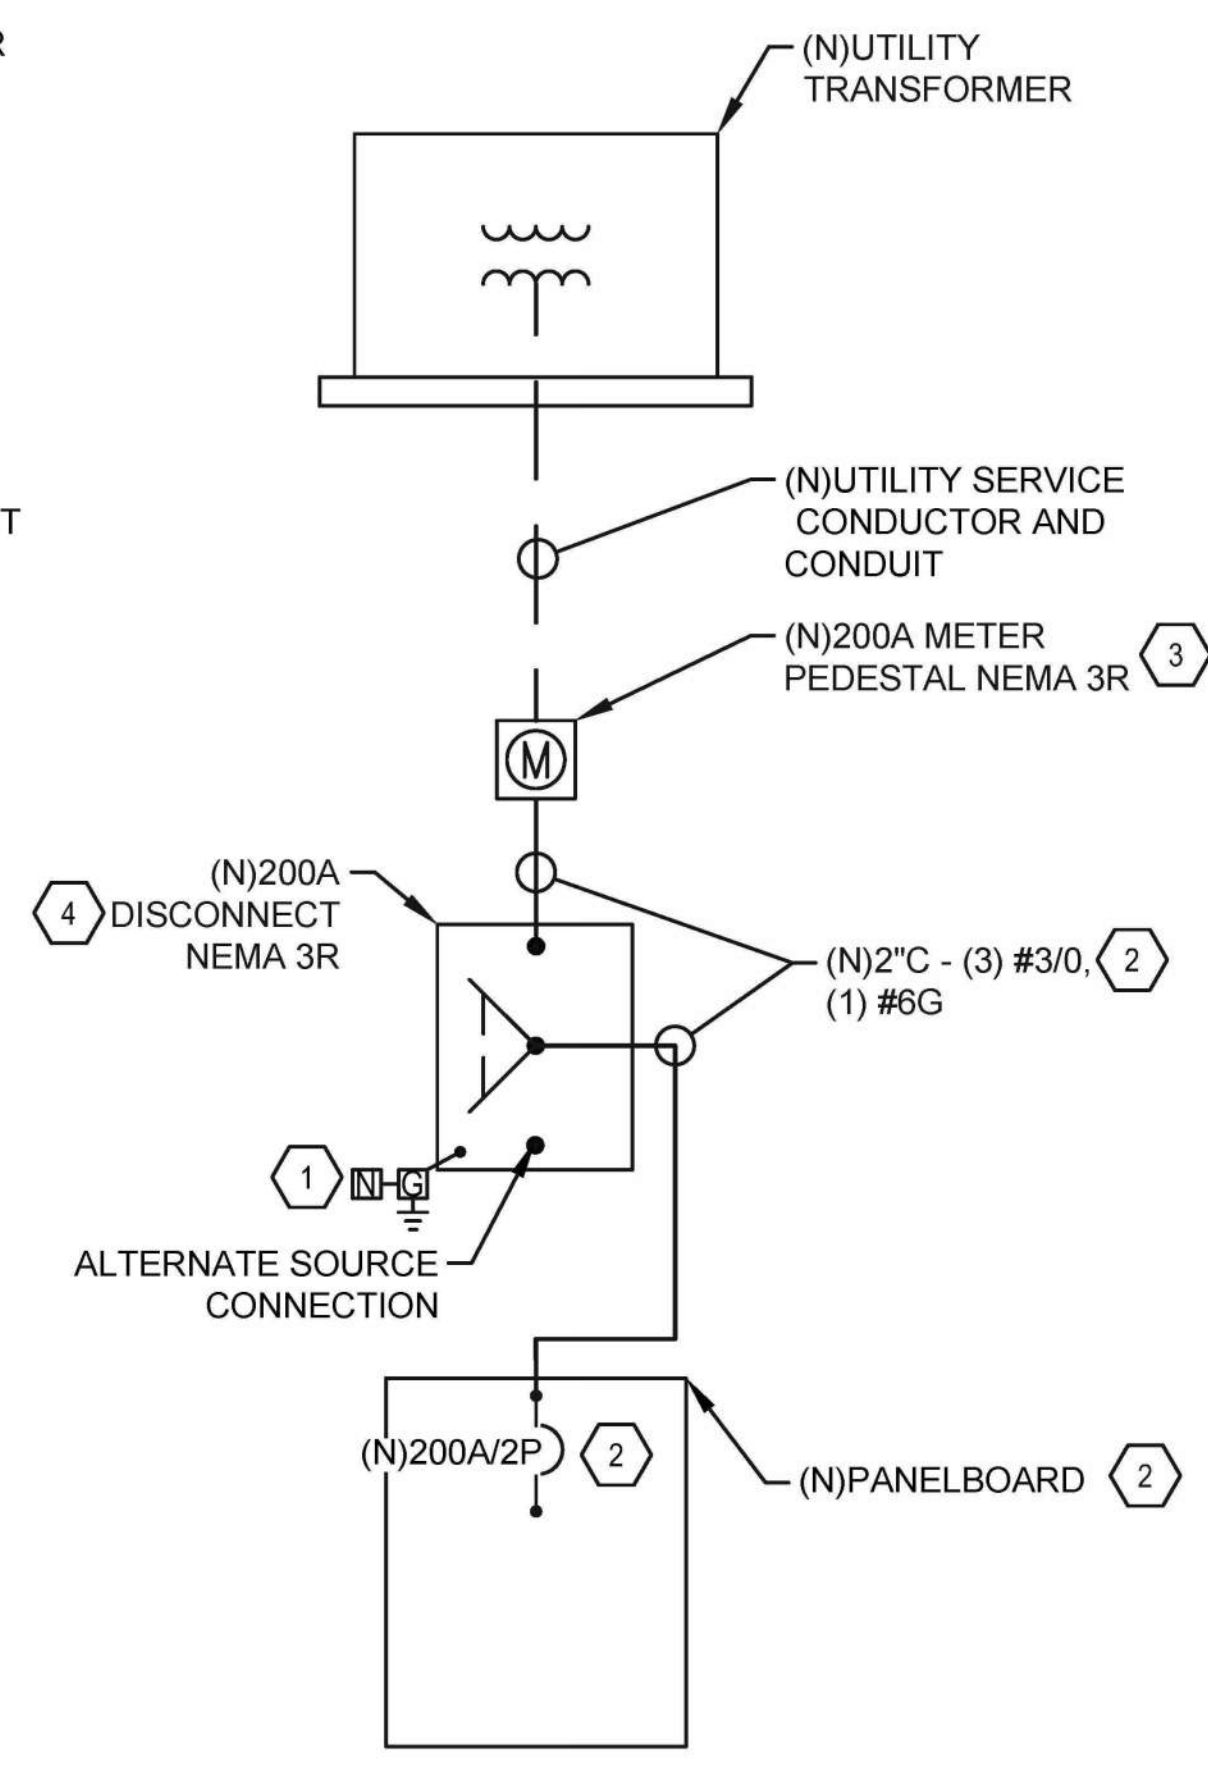 R
(N)UTILITY
TRANSFORMER
(N)UTILITY SERVICE
CONDUCTOR AND
CONDUIT
T
(N)200A METER
PEDESTAL NEMA 3R
3
M
(N)200A
DISCONNECT
NEMA 3R
4
(N)2"C - (3) #3/0,
(1) #6G
2
1
N
G
ALTERNATE SOURCE
CONNECTION
(N)200A/2P
2
(N)PANELBOARD
2